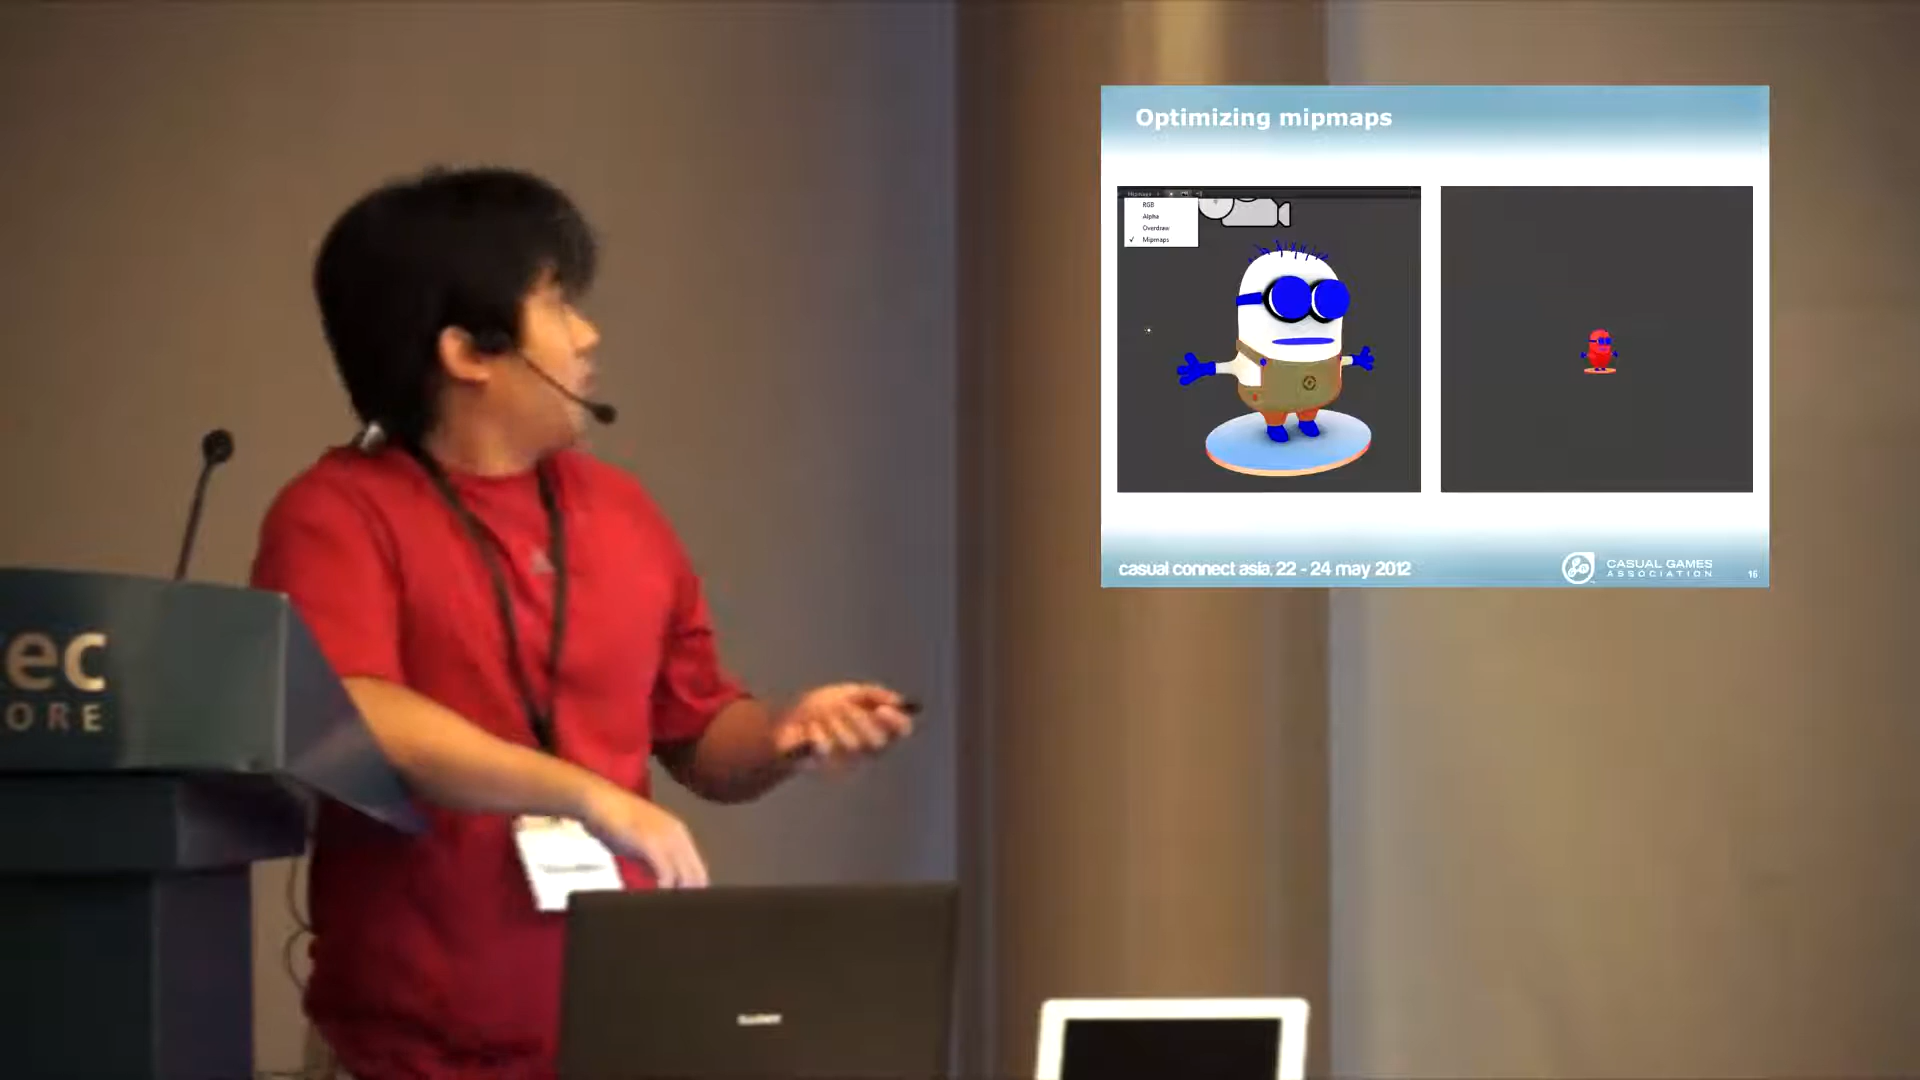 Optimizing mipmaps
Mipmaps
RGB
Alpha
Overdraw
Mipmaps
casual connect asia, 22 - 24 may 2012
CASUAL GAMES
ASSOCIATION
16
ec
ORE